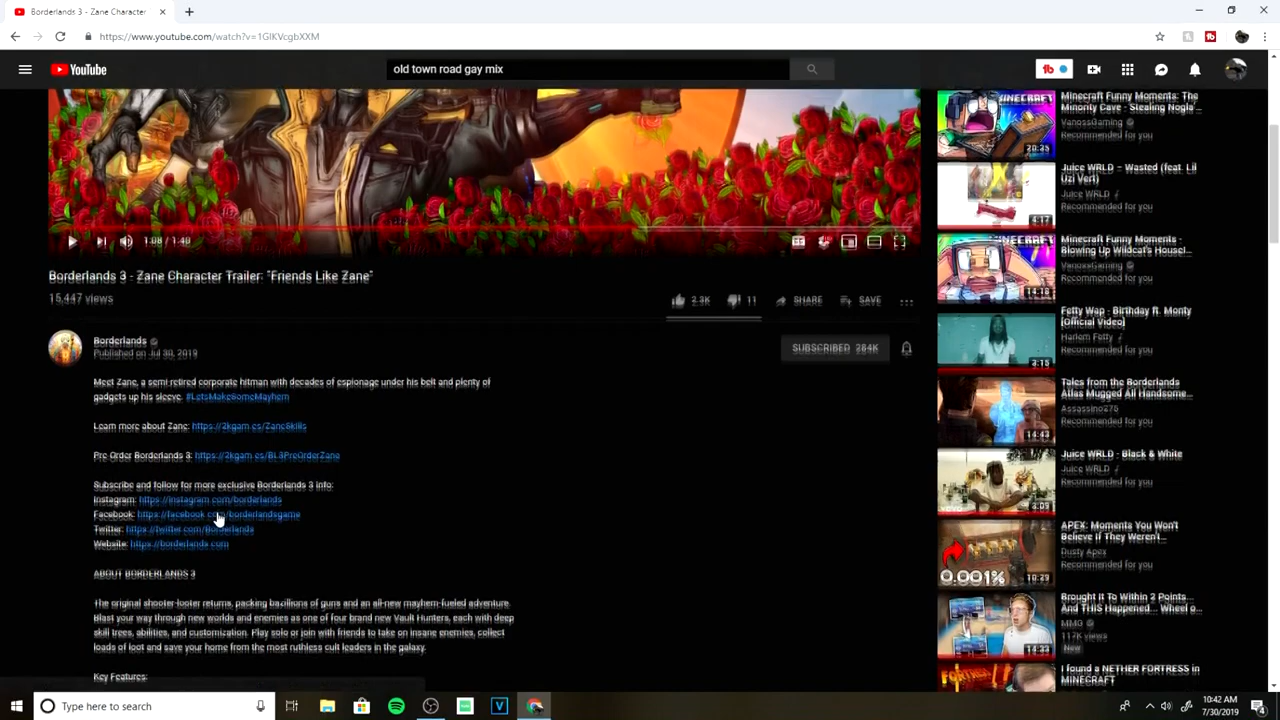 Borderlands 3 - Zane Character
https://www.youtube.com/watch?v=1GIKVcgbXXM
YouTube
old town road gay mix
1:08 / 1:48
Borderlands 3 - Zane Character Trailer: "Friends Like Zane"
15,447 views
2.3K
11
SHARE
SAVE
Borderlands
Published on Jul 30, 2019
SUBSCRIBED 284K
Meet Zane, a semi-retired corporate hitman with decades of espionage under his belt and plenty of
gadgets up his sleeve. #LetsMakeSomeMayhem
Learn more about Zane: https://2kgam.es/ZaneSkills
Pre-Order Borderlands 3: https://2kgam.es/BL3PreOrderZane
Subscribe and follow for more exclusive Borderlands 3 info:
Instagram: https://instagram.com/borderlands
Facebook: https://facebook.com/borderlandsgame
Twitter: https://twitter.com/Borderlands
Website: https://borderlands.com
ABOUT BORDERLANDS 3
The original shooter-looter returns, packing bazillions of guns and an all-new mayhem-fueled adventure.
Blast your way through new worlds and enemies as one of four brand new Vault Hunters, each with deep
skill trees, abilities, and customization. Play solo or join with friends to take on insane enemies, collect
loads of loot and save your home from the most ruthless cult leaders in the galaxy.
Key Features:
MINECRAFT
20:25
Minecraft Funny Moments: The
Minority Cave - Stealing Nogla's...
VanossGaming
Recommended for you
4:17
Juice WRLD – Wasted (feat. Lil
Uzi Vert)
Juice WRLD
Recommended for you
MINECRAFT
14:18
Minecraft Funny Moments -
Blowing Up Wildcat's House!...
VanossGaming
Recommended for you
3:15
Fetty Wap - Birthday ft. Monty
[Official Video]
Harlem Fetty
Recommended for you
14:43
Tales from the Borderlands
Atlas Mugged All Handsome...
Assassino275
Recommended for you
3:09
Juice WRLD - Black & White
Juice WRLD
Recommended for you
0.001%
10:29
APEX: Moments You Won't
Believe If They Weren't...
Dusty Apex
Recommended for you
14:33
Brought It To Within 2 Points...
And THIS Happened... Wheel o...
MMG
117K views
New
I found a NETHER FORTRESS in
MINECRAFT
Type here to search
10:42 AM
7/30/2019
4